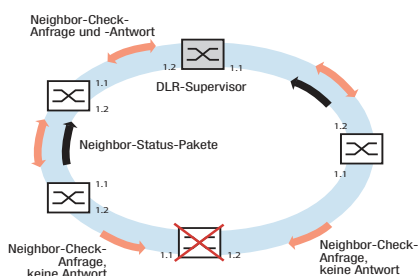 Neighbor-Check-
Anfrage und -Antwort
1.2
1.1
DLR-Supervisor
1.1
1.2
1.2
1.1
Neighbor-Status-Pakete
1.1
1.2
1.1
1.2
Neighbor-Check-
Anfrage,
keine Antwort
Neighbor-Check-
Anfrage,
keine Antwort